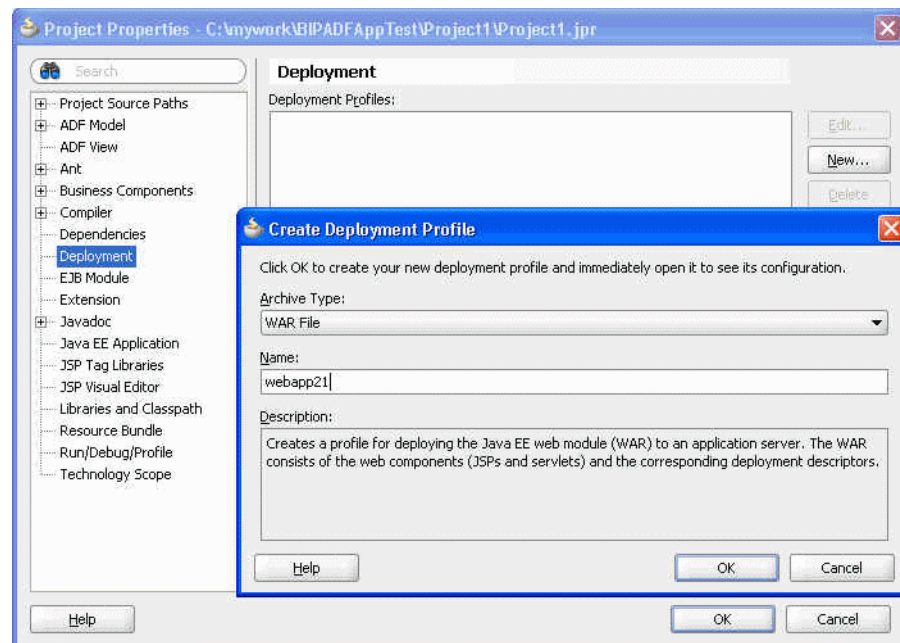 Project Properties - C:\mywork\BIPADFAppTest\Project1\Project1.jpr
Search
Project Source Paths
ADF Model
ADF View
Ant
Business Components
Compiler
Dependencies
Deployment
EJB Module
Extension
Javadoc
Java EE Application
JSP Tag Libraries
JSP Visual Editor
Libraries and Classpath
Resource Bundle
Run/Debug/Profile
Technology Scope
Deployment
Deployment Profiles:
Edit...
New...
Delete
Create Deployment Profile
Click OK to create your new deployment profile and immediately open it to see its configuration.
Archive Type:
WAR File
Name:
webapp21
Description:
Creates a profile for deploying the Java EE web module (WAR) to an application server. The WAR
consists of the web components (JSPs and servlets) and the corresponding deployment descriptors.
Help
OK
Cancel
Help
OK
Cancel